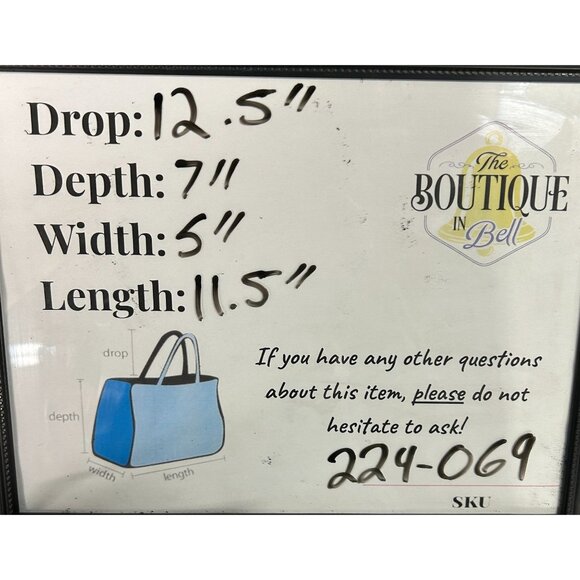 Drop: 12.5"
Depth: 7"
Width: 5"
Length: 11.5"
The
BOUTIQUE
IN
Bell
drop
depth
width
length
If you have any other questions
about this item, please do not
hesitate to ask!
224-069
SKU